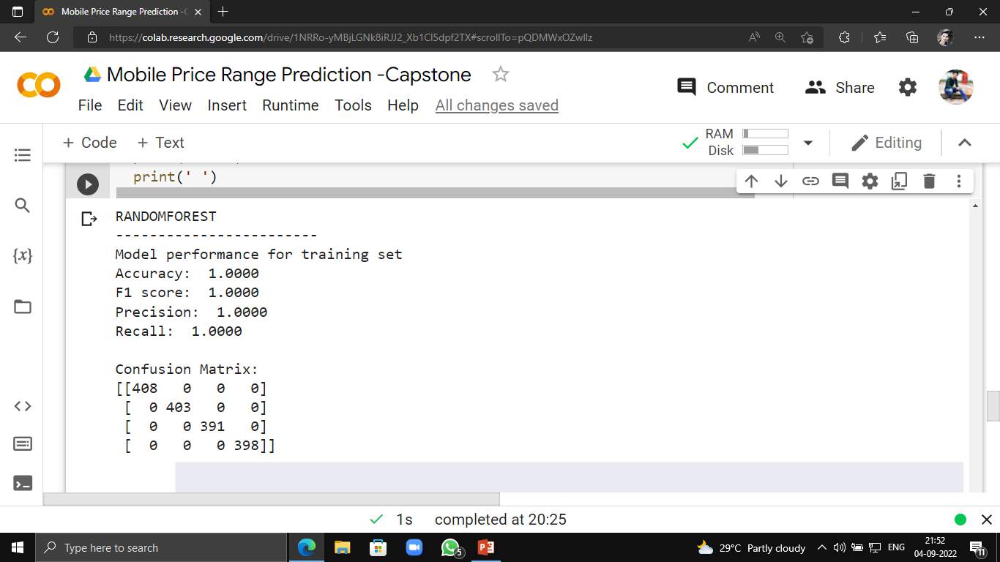 Mobile Price Range Prediction -C
https://colab.research.google.com/drive/1NRRo-yMBjLGNk8iRJJ2_Xb1Cl5dpf2TX#scrollTo=pQDMWxOZwlIz
Mobile Price Range Prediction -Capstone
Comment
Share
File Edit View Insert Runtime Tools Help All changes saved
+ Code + Text
RAM
Disk
Editing
print(' ')
{x}
RANDOMFOREST
------------------------
Model performance for training set
Accuracy:  1.0000
F1 score:  1.0000
Precision:  1.0000
Recall:  1.0000
Confusion Matrix:
[[408   0   0   0]
 [  0 403   0   0]
 [  0   0 391   0]
 [  0   0   0 398]]
1s completed at 20:25
Type here to search
5
29°C Partly cloudy
ENG
21:52
04-09-2022
11